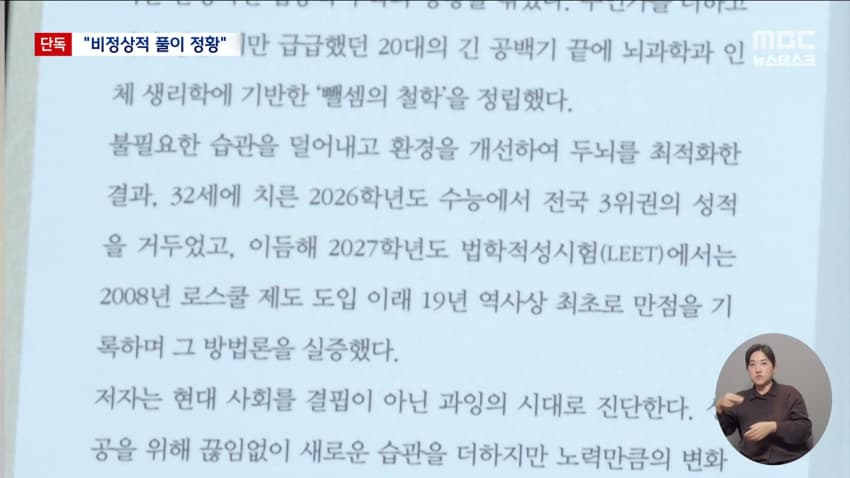 단독 "비정상적 풀이 정황"
MBC
뉴스데스크
급급했던 20대의 긴 공백기 끝에 뇌과학과 인
체 생리학에 기반한 '뺄셈의 철학'을 정립했다.
불필요한 습관을 덜어내고 환경을 개선하여 두뇌를 최적화한
결과, 32세에 치른 2026학년도 수능에서 전국 3위권의 성적
을 거두었고, 이듬해 2027학년도 법학적성시험(LEET)에서는
2008년 로스쿨 제도 도입 이래 19년 역사상 최초로 만점을 기
록하며 그 방법론을 실증했다.
저자는 현대 사회를 결핍이 아닌 과잉의 시대로 진단한다.
공을 위해 끊임없이 새로운 습관을 더하지만 노력만큼의 변화